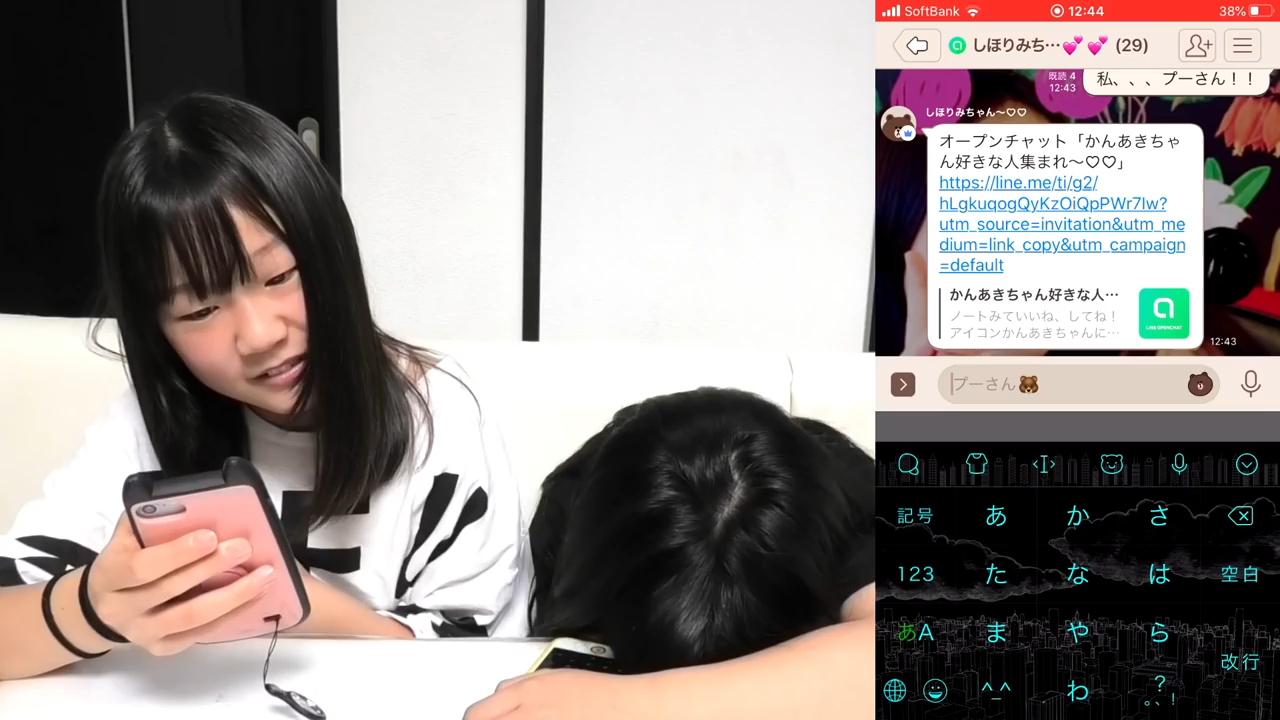 SoftBank 12:44 38%
しほりみち…💕💕 (29)
既読 4
12:43
私、、、プーさん！！
しほりみちゃん〜♡♡
オープンチャット「かんあきちゃ
ん好きな人集まれ〜♡♡」
https://line.me/ti/g2/
hLgkuqogQyKzOiQpPWr7Iw?
utm_source=invitation&utm_me
dium=link_copy&utm_campaign
=default
かんあきちゃん好きな人…
ノートみていいね、してね！
アイコンかんあきちゃんに…
LINE OPENCHAT
12:43
プーさん🐻
記号 あ か さ
123 た な は 空白
あA ま や ら
改行
^_^ わ ?。、!